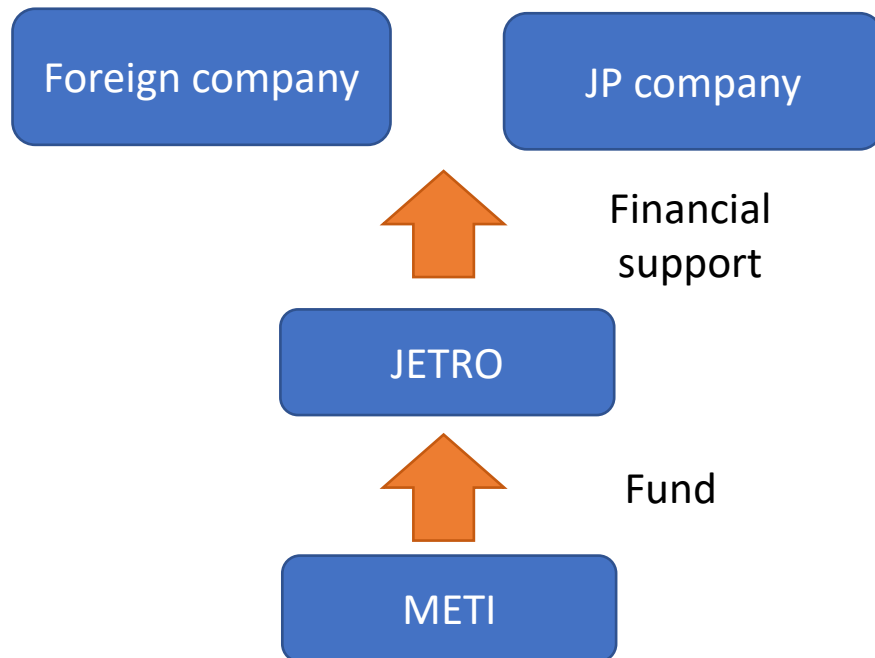 Foreign company
JP company
Financial
support
JETRO
Fund
METI